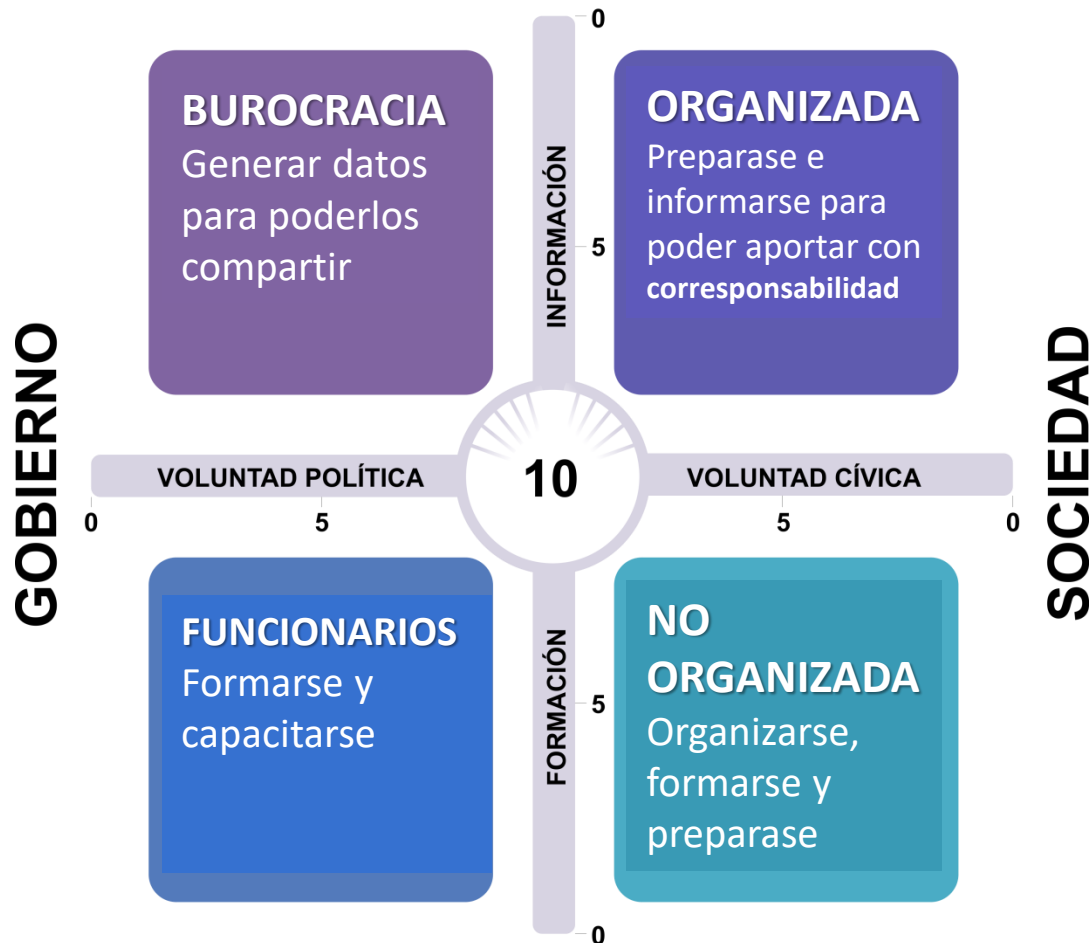 0
BUROCRACIA
Generar datos
para poderlos
compartir
INFORMACIÓN
5
ORGANIZADA
Preparase e
informarse para
poder aportar con
corresponsabilidad
GOBIERNO
VOLUNTAD POLÍTICA
0
5
10
VOLUNTAD CÍVICA
5
0
SOCIEDAD
FUNCIONARIOS
Formarse y
capacitarse
FORMACIÓN
5
0
NO
ORGANIZADA
Organizarse,
formarse y
preparase